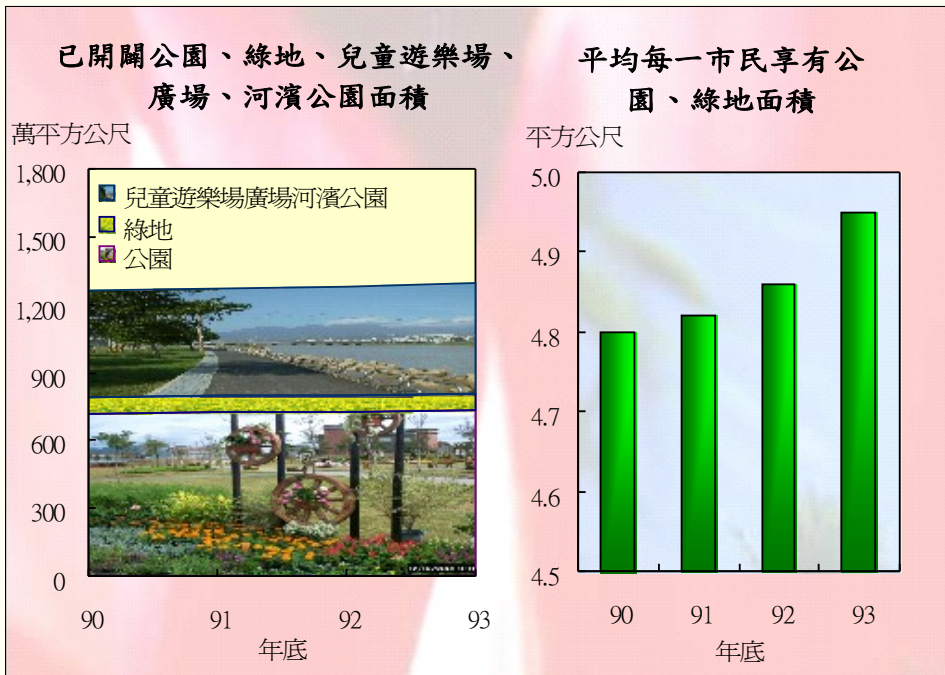 已開闢公園、綠地、兒童遊樂場、
廣場、河濱公園面積
萬平方公尺
1,800
1,500
1,200
900
600
300
0
兒童遊樂場廣場河濱公園
綠地
公園
90
91
92
93
年底
平均每一市民享有公
園、綠地面積
平方公尺
5.0
4.9
4.8
4.7
4.6
4.5
90
91
92
93
年底